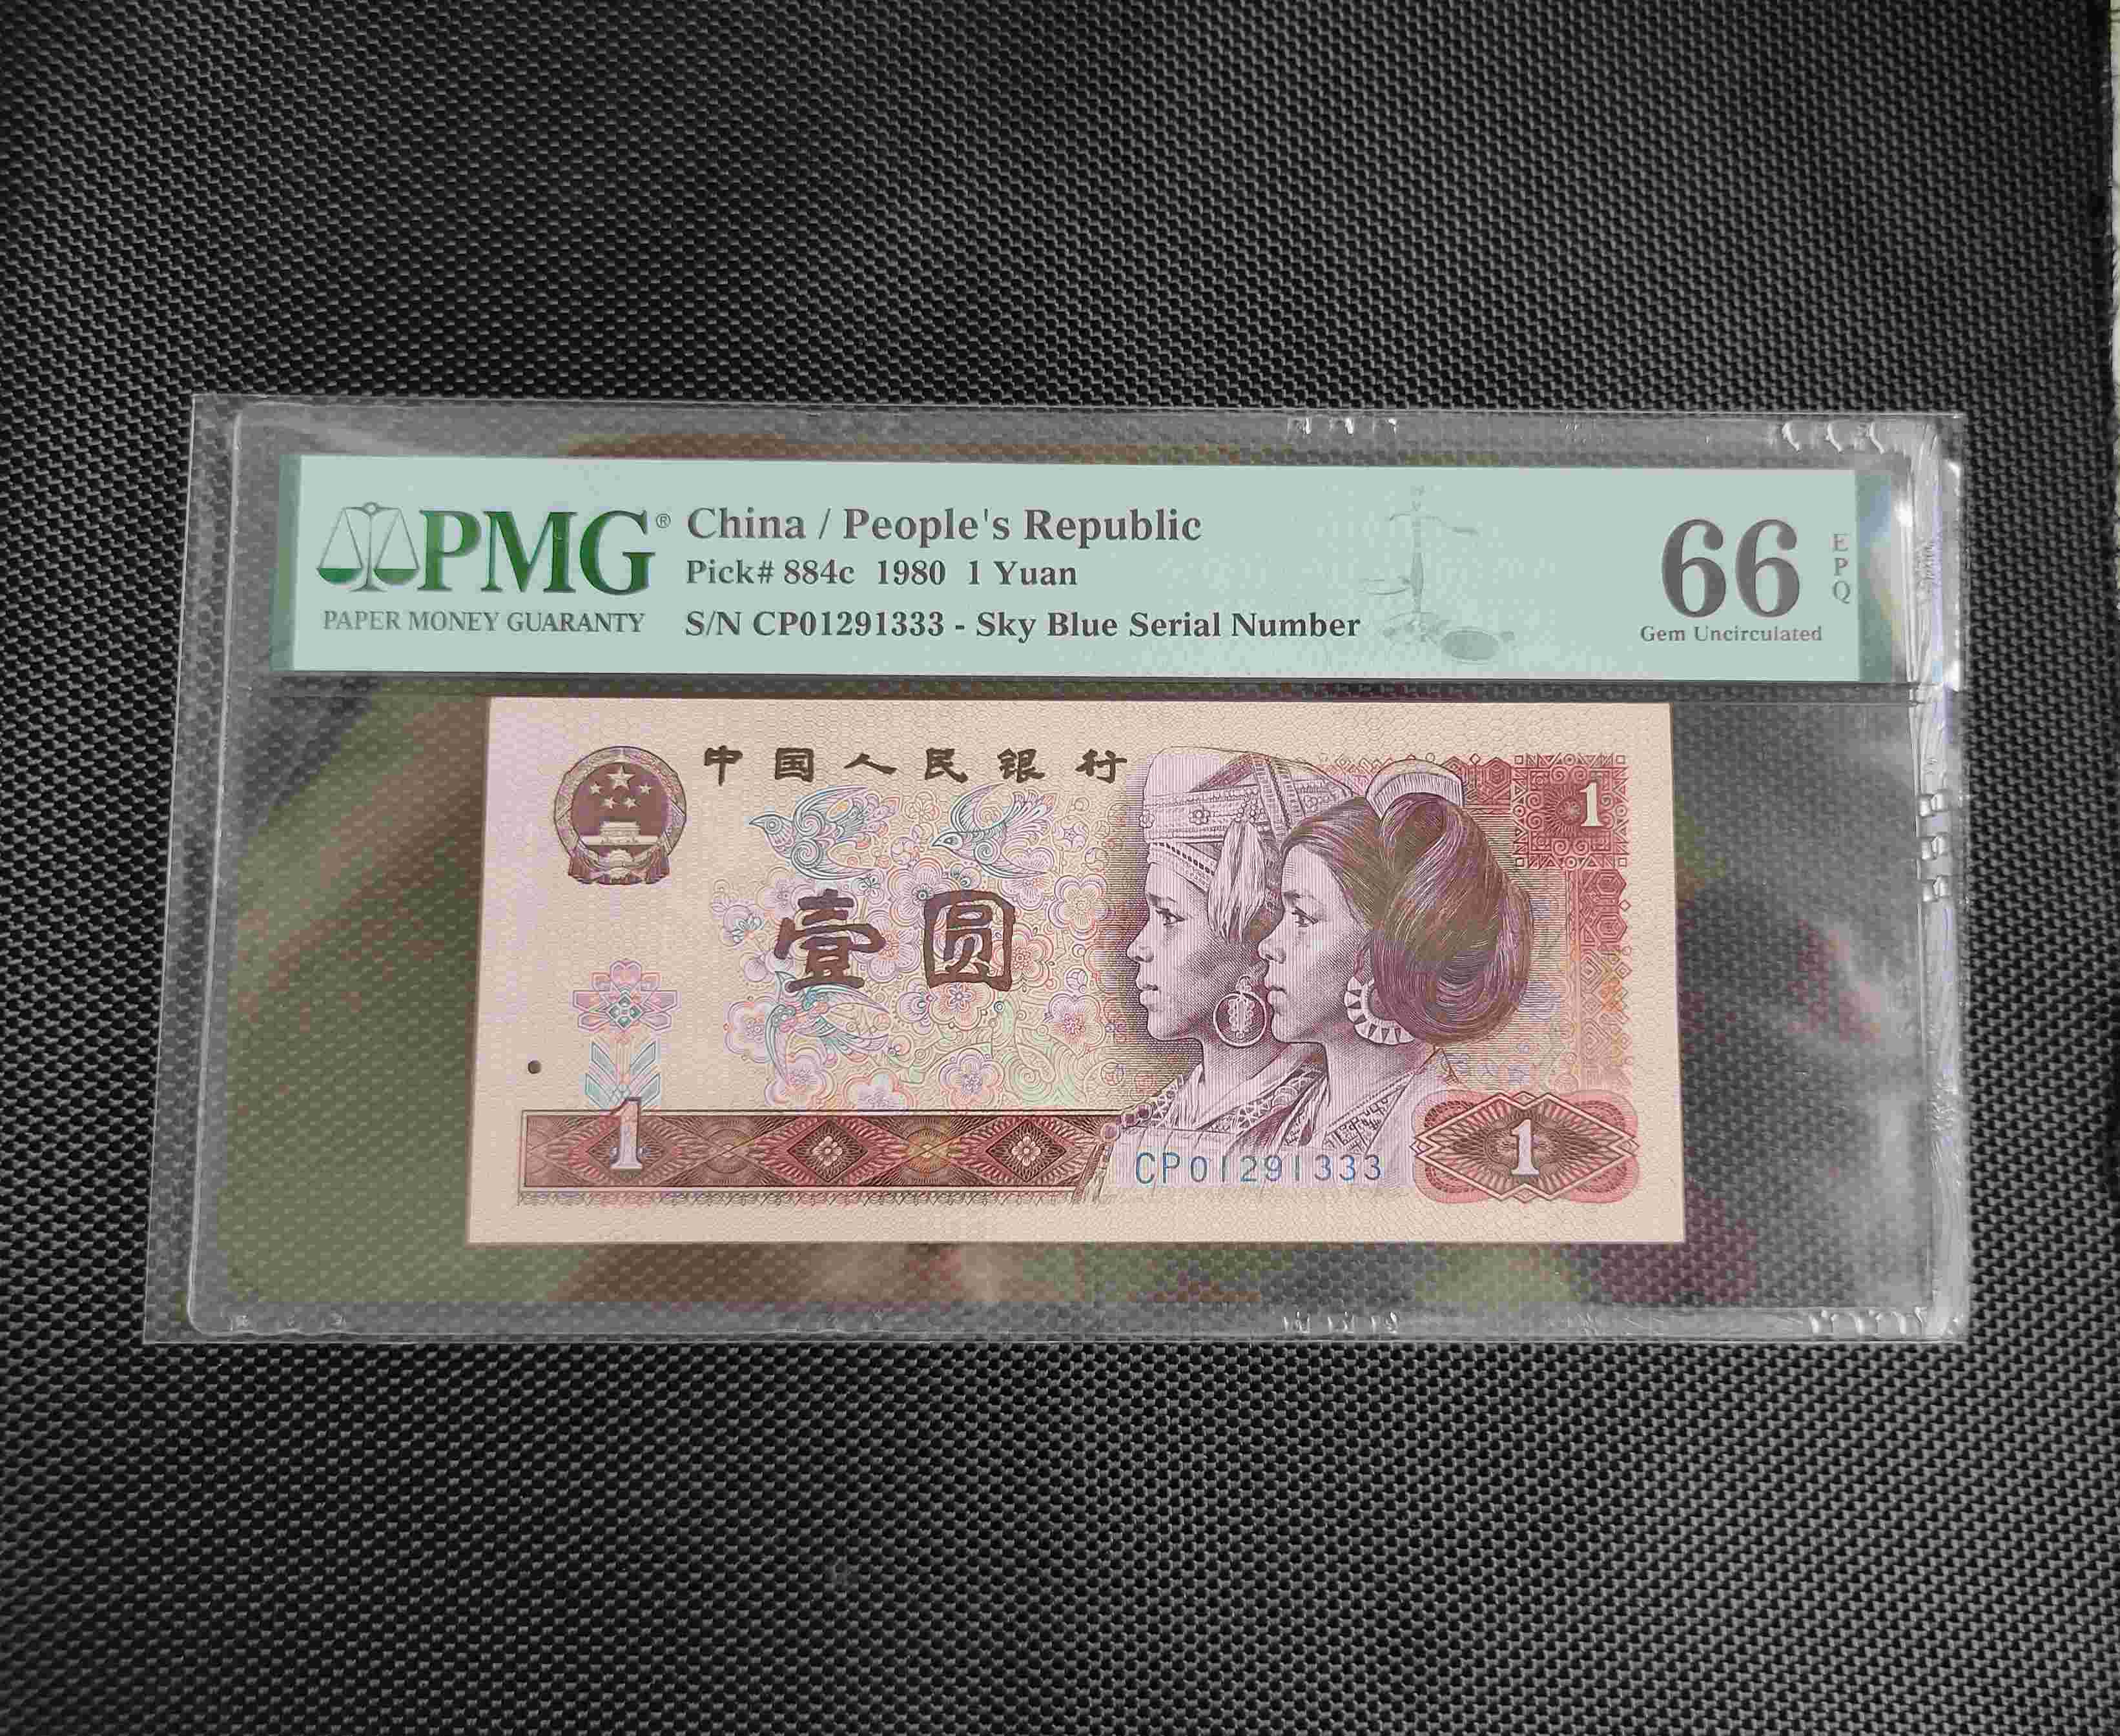 PMG®
PAPER MONEY GUARANTY
China / People's Republic
Pick# 884c 1980 1 Yuan
S/N CP01291333 - Sky Blue Serial Number
66
EPQ
Gem Uncirculated
中国人民银行
1
壹圆
1
CP01291333
1